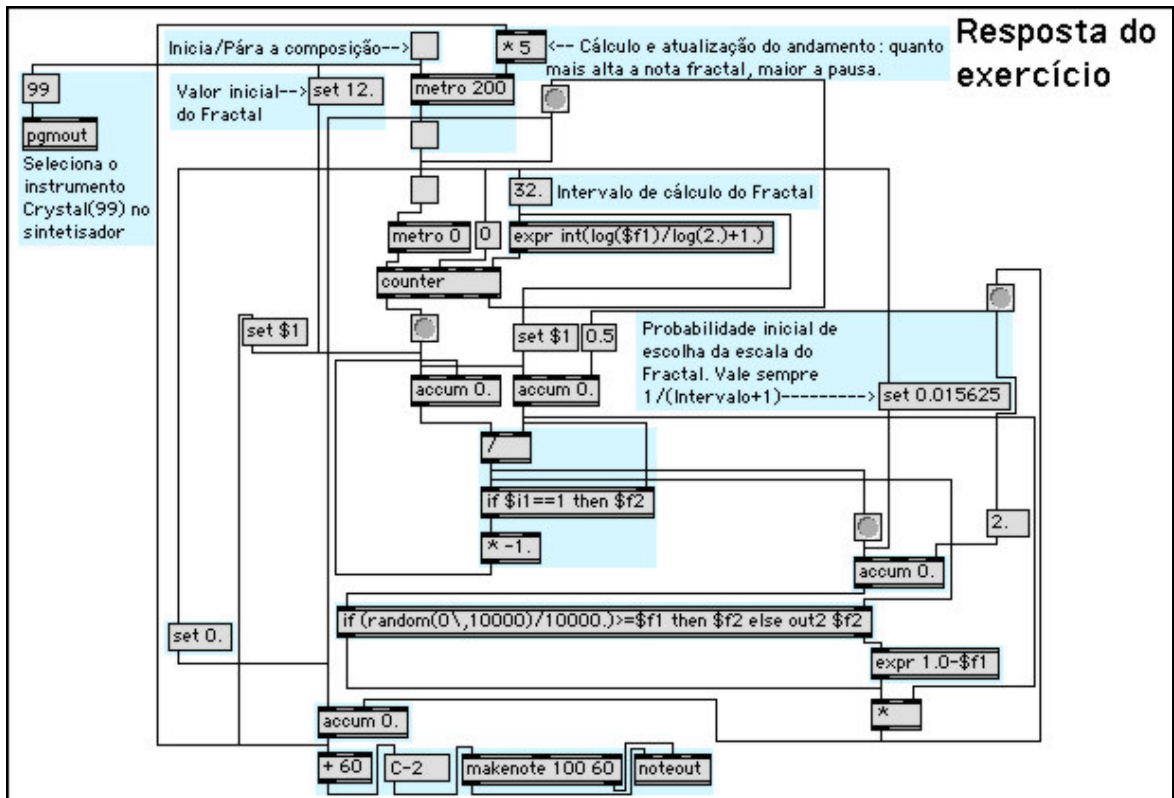 Resposta do
exercício
Inicia/Pára a composição-->
* 5
<-- Cálculo e atualização do andamento: quanto
mais alta a nota fractal, maior a pausa.
99
Valor inicial-->
do Fractal
set 12.
metro 200
pgmout
Seleciona o
instrumento
Crystal(99) no
sintetisador
32.
Intervalo de cálculo do Fractal
metro 0
0
expr int(log($f1)/log(2.)+1.)
counter
set $1
set $1
0.5
Probabilidade inicial de
escolha da escala do
Fractal. Vale sempre
1/(Intervalo+1)--------->
set 0.015625
accum 0.
accum 0.
/
if $i1==1 then $f2
* -1.
2.
accum 0.
if (random(0\,10000)/10000.)>=$f1 then $f2 else out2 $f2
set 0.
expr 1.0-$f1
*
accum 0.
+ 60
C-2
makenote 100 60
noteout